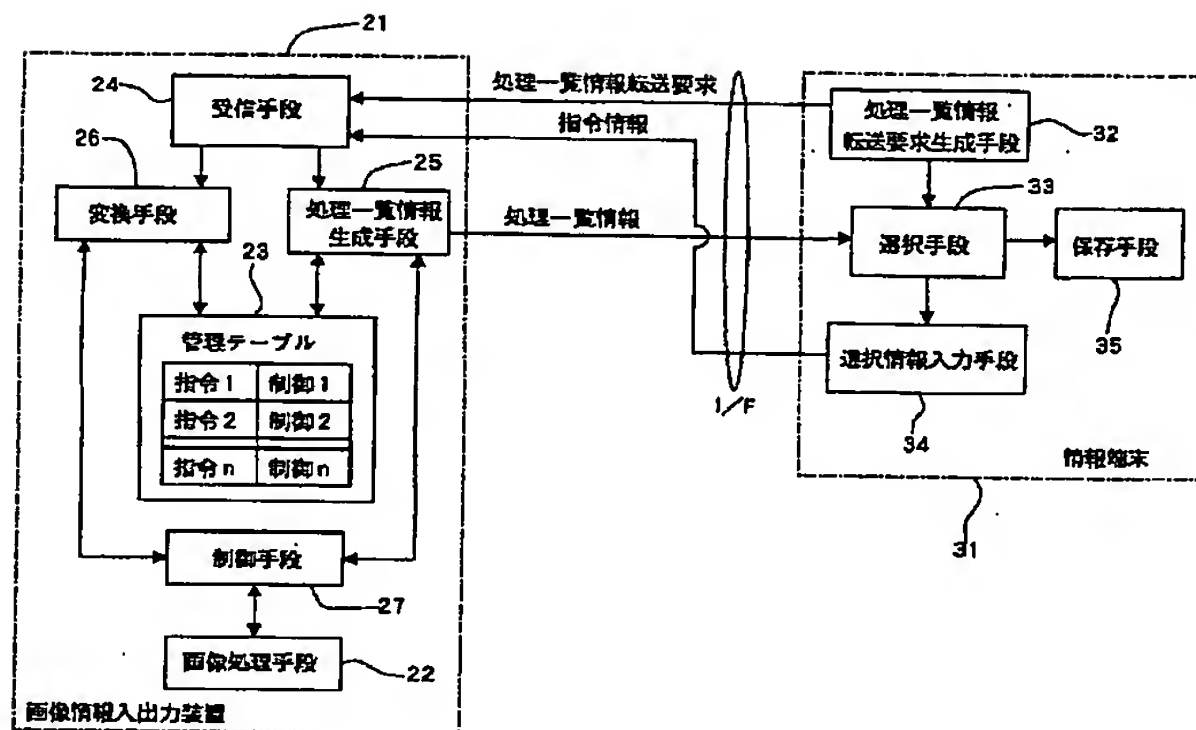 21
24
受信手段
処理一覧情報転送要求
指令情報
処理一覧情報
転送要求生成手段
32
26
変換手段
25
処理一覧情報
生成手段
処理一覧情報
33
選択手段
保存手段
35
23
管理テーブル
指令1 制御1
指令2 制御2
指令n 制御n
選択情報入力手段
34
I/F
情報端末
31
制御手段
27
画像処理手段
22
画像情報入出力装置